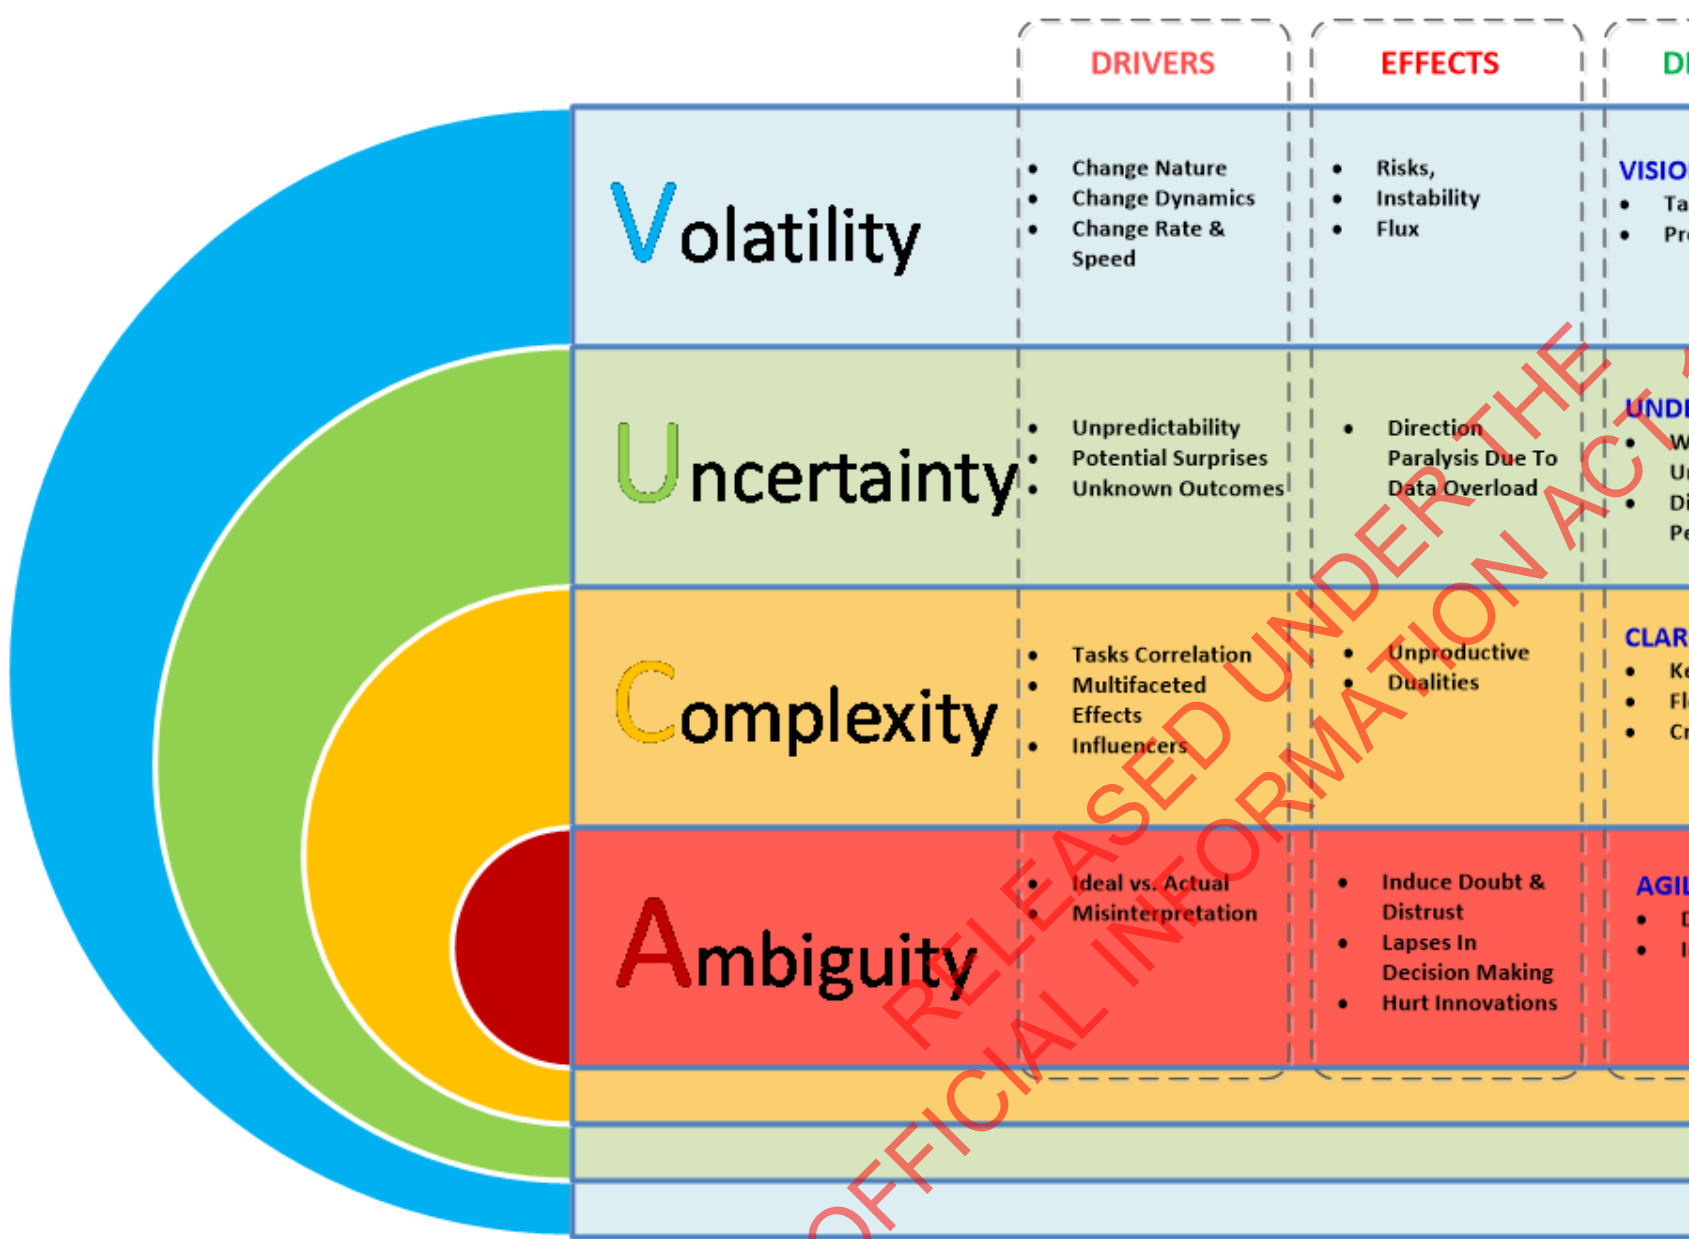 DRIVERS
EFFECTS
Volatility
Change Nature
Change Dynamics
Change Rate &
Speed
Risks,
Instability
Flux
Uncertainty
Unpredictability
Potential Surprises
Unknown Outcomes
Direction
Paralysis Due To
Data Overload
Complexity
Tasks Correlation
Multifaceted
Effects
Influencers
Unproductive
Dualities
Ambiguity
Ideal vs. Actual
Misinterpretation
Induce Doubt &
Distrust
Lapses In
Decision Making
Hurt Innovations
RELEASED UNDER THE
OFFICIAL INFORMATION ACT